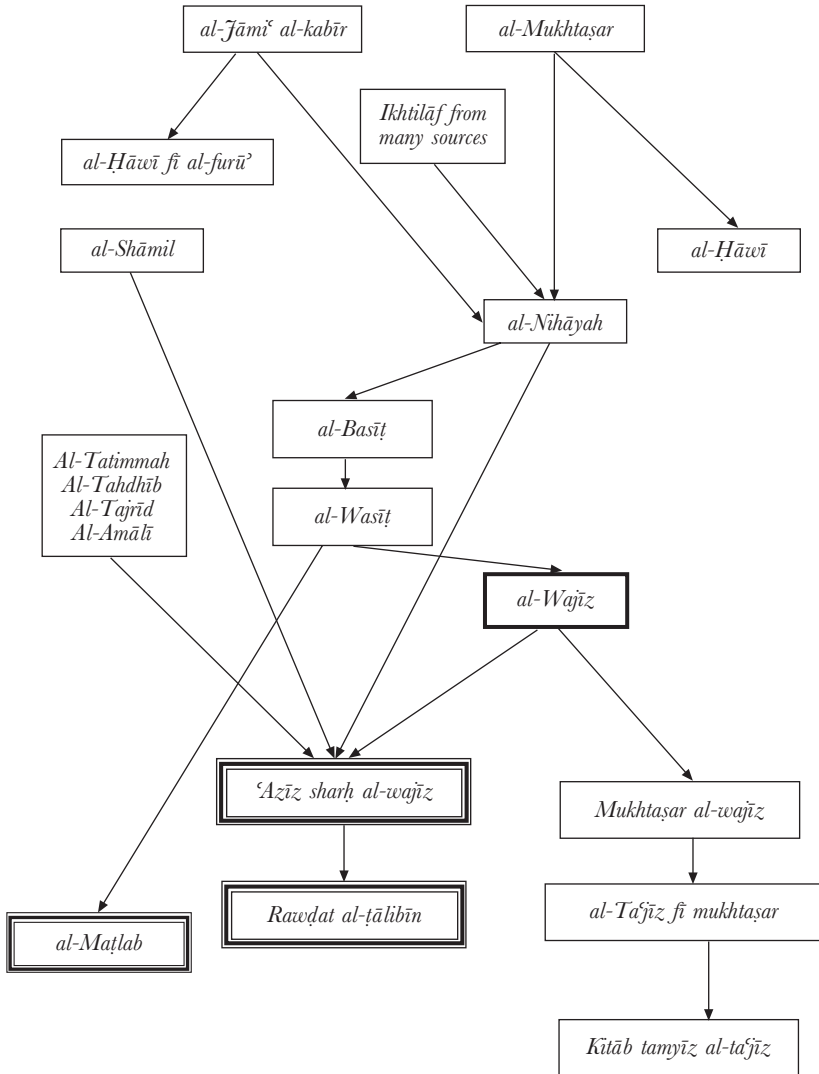 al-Jāmiʿ al-kabīr
al-Mukhtaṣar
Ikhtilāf from
many sources
al-Ḥāwī fī al-furūʾ
al-Shāmil
al-Ḥāwī
al-Nihāyah
al-Basīṭ
Al-Tatimmah
Al-Tahdhīb
Al-Tajrīd
Al-Amālī
al-Wasīṭ
al-Wajīz
ʿAzīz sharḥ al-wajīz
Mukhtaṣar al-wajīz
Rawḍat al-ṭālibīn
al-Taʿjīz fī mukhtaṣar
al-Maṭlab
Kitāb tamyīz al-taʿjīz